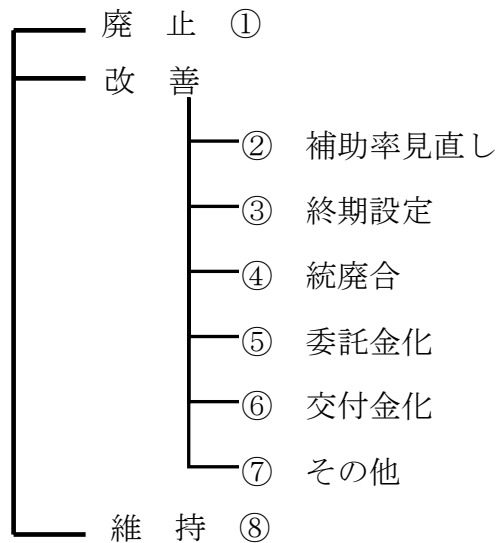 廃　止　①
改　善
②　補助率見直し
③　終期設定
④　統廃合
⑤　委託金化
⑥　交付金化
⑦　その他
維　持　⑧